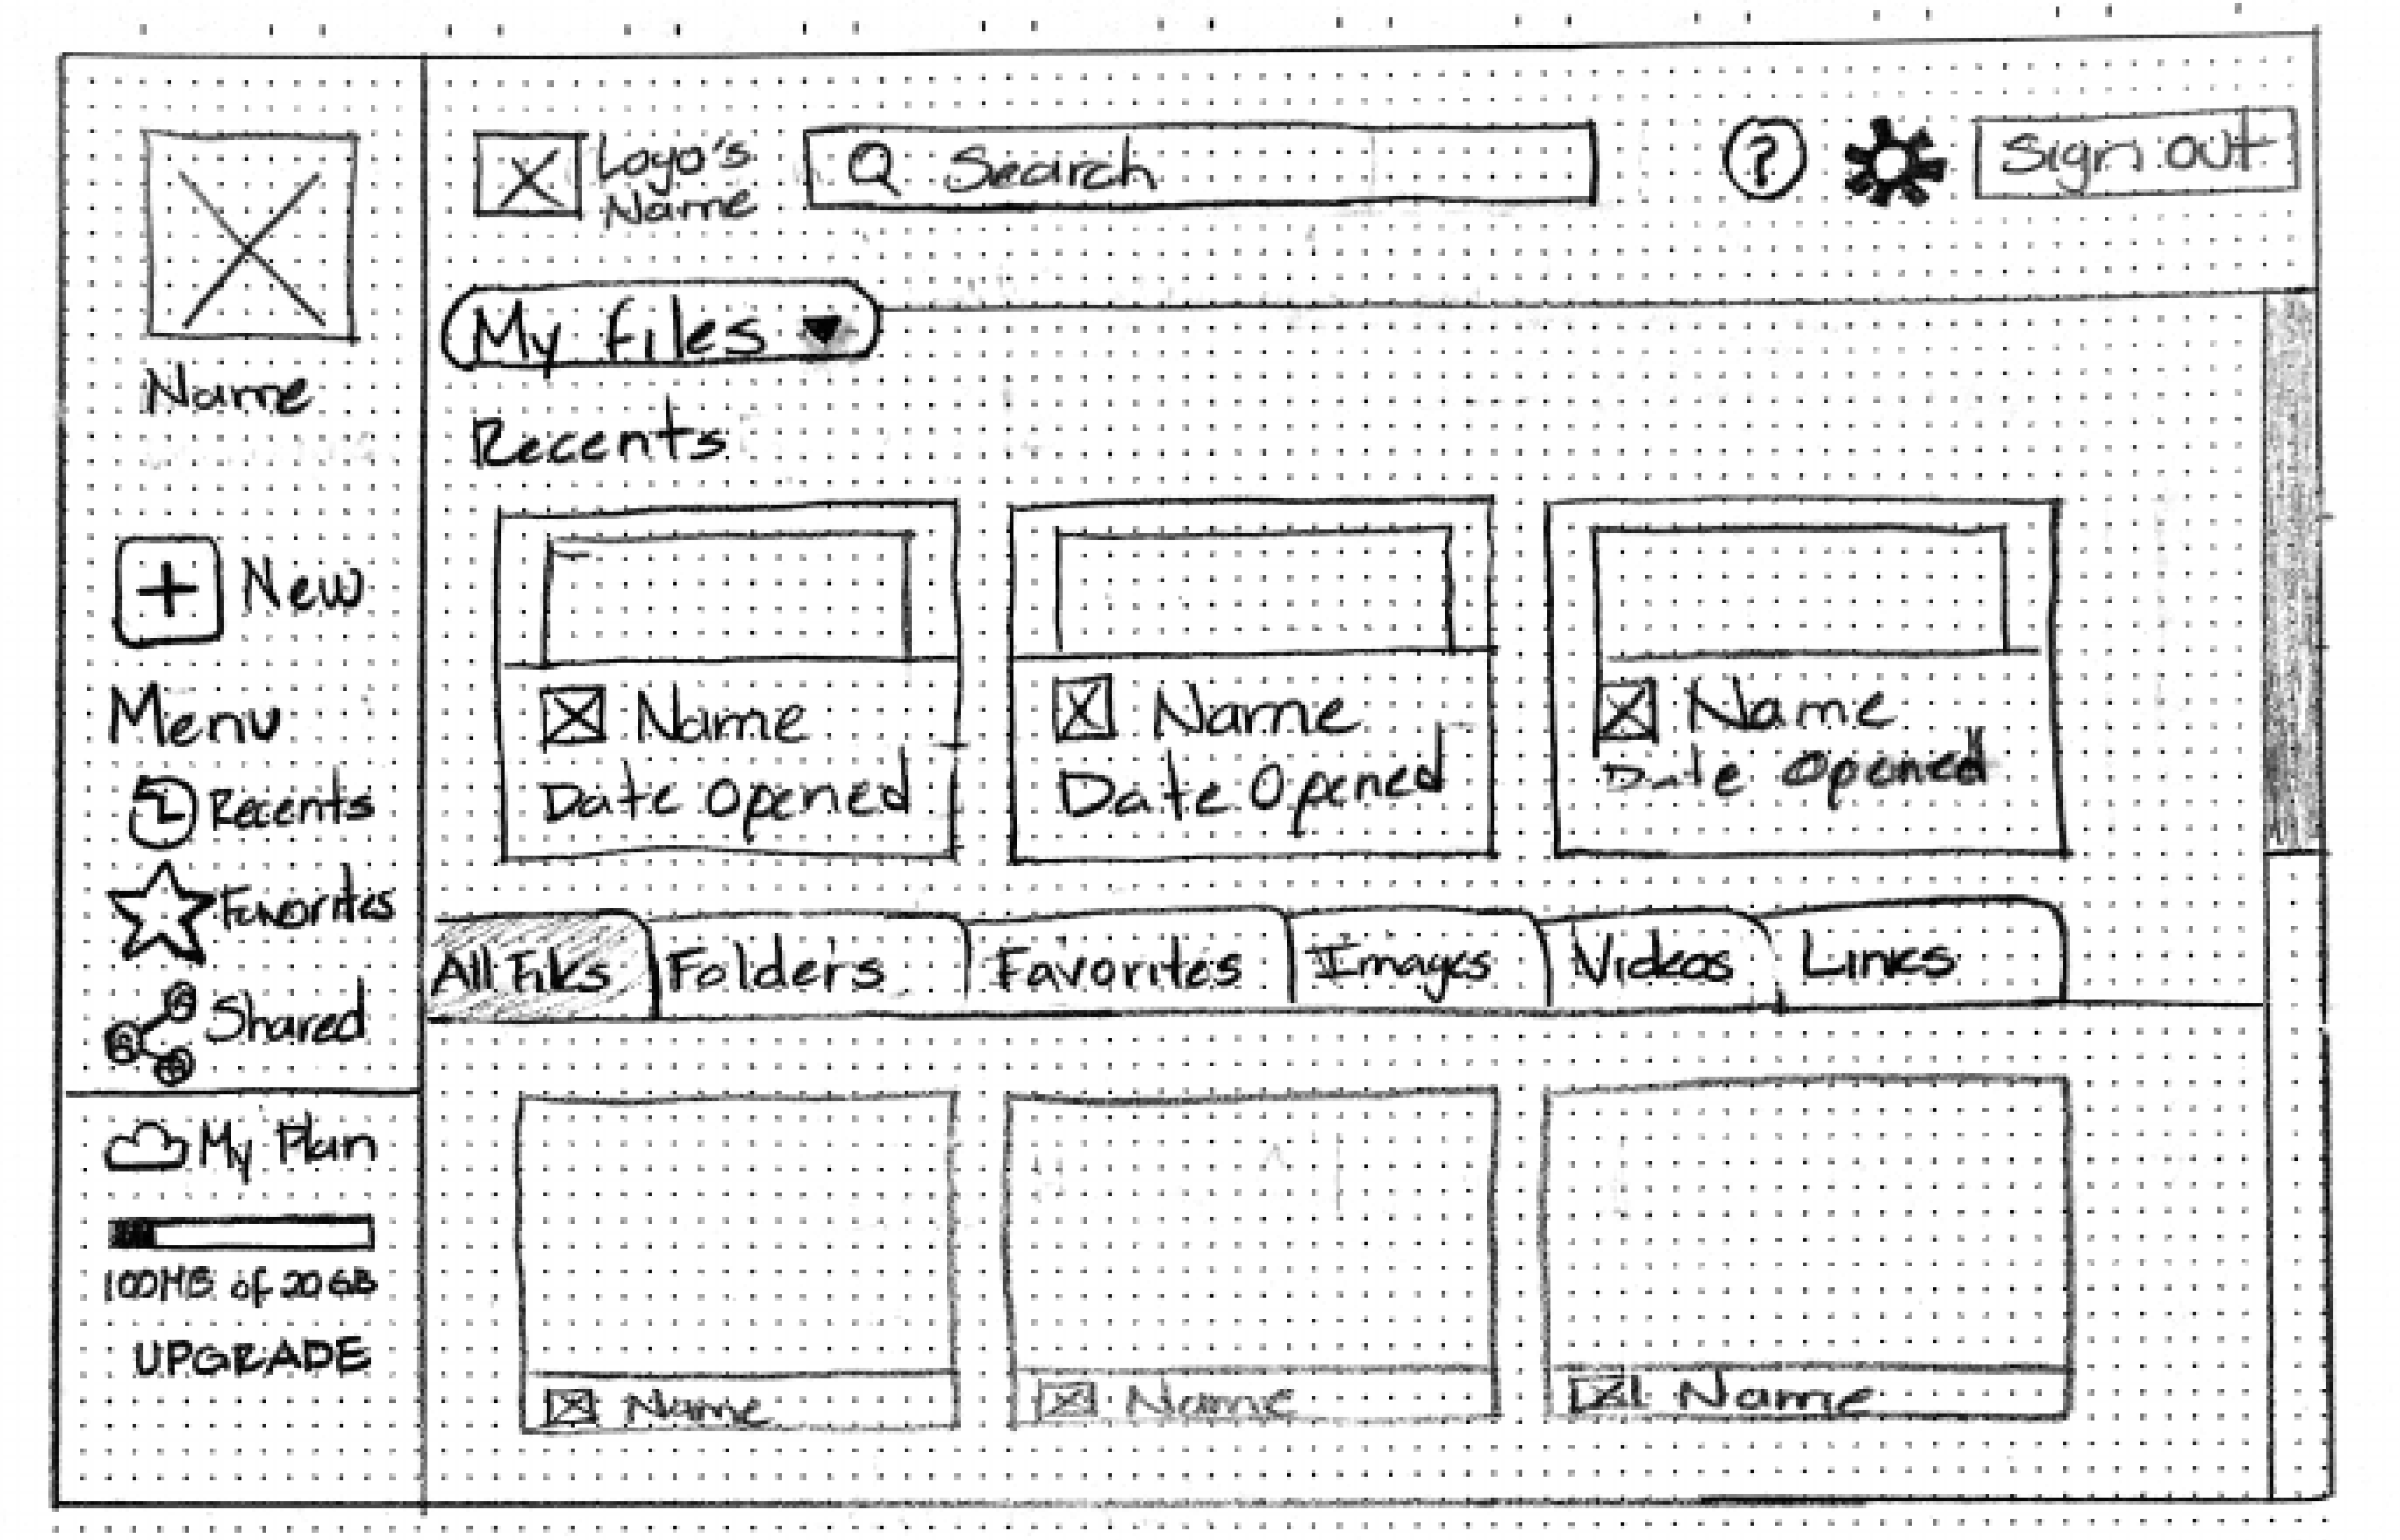 Name
New
Menu
Recents
Favorites
Shared
My Plan
100MB of 20GB
UPGRADE
Logo's
Name
Search
?
Sign out
My files
Recents
Name
Date Opened
Name
Date Opened
Name
Date Opened
All Files
Folders
Favorites
Images
Videos
Links
Name
Name
Name